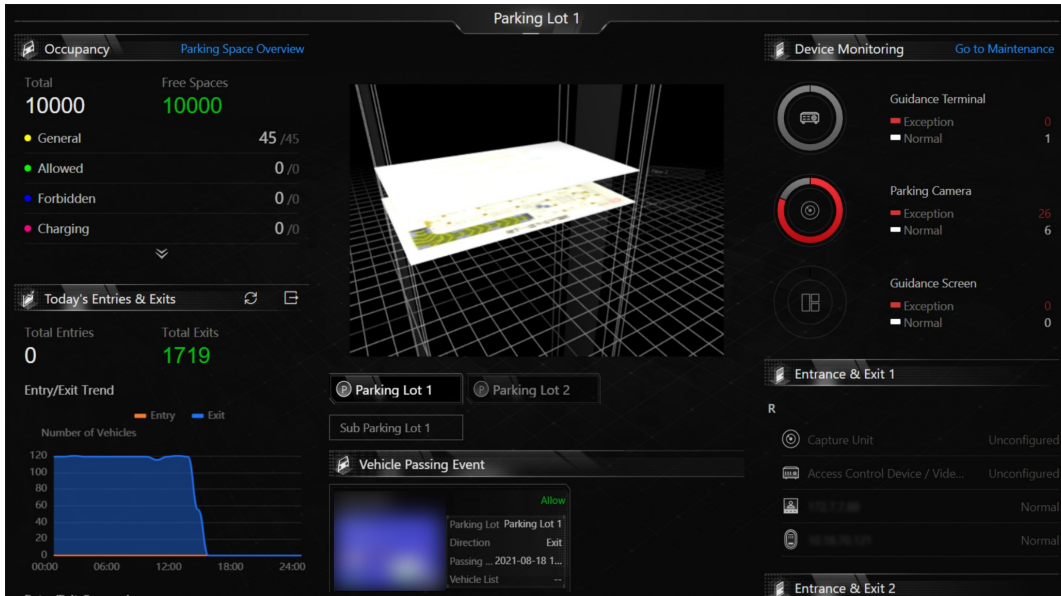 Parking Lot 1
Occupancy
Parking Space Overview
Total
Free Spaces
10000
10000
General
45 /45
Allowed
0 /0
Forbidden
0 /0
Charging
0 /0
Today's Entries & Exits
Total Entries
Total Exits
0
1719
Entry/Exit Trend
Entry
Exit
Number of Vehicles
120
100
80
60
40
20
0
00:00
06:00
12:00
18:00
24:00
P Parking Lot 1
P Parking Lot 2
Sub Parking Lot 1
Vehicle Passing Event
Allow
Parking Lot Parking Lot 1
Direction Exit
Passing ... 2021-08-18 1...
Vehicle List --
Device Monitoring
Go to Maintenance
Guidance Terminal
Exception 0
Normal 1
Parking Camera
Exception 26
Normal 6
Guidance Screen
Exception 0
Normal 0
Entrance & Exit 1
R
Capture Unit Unconfigured
Access Control Device / Vide... Unconfigured
Normal
Normal
Entrance & Exit 2